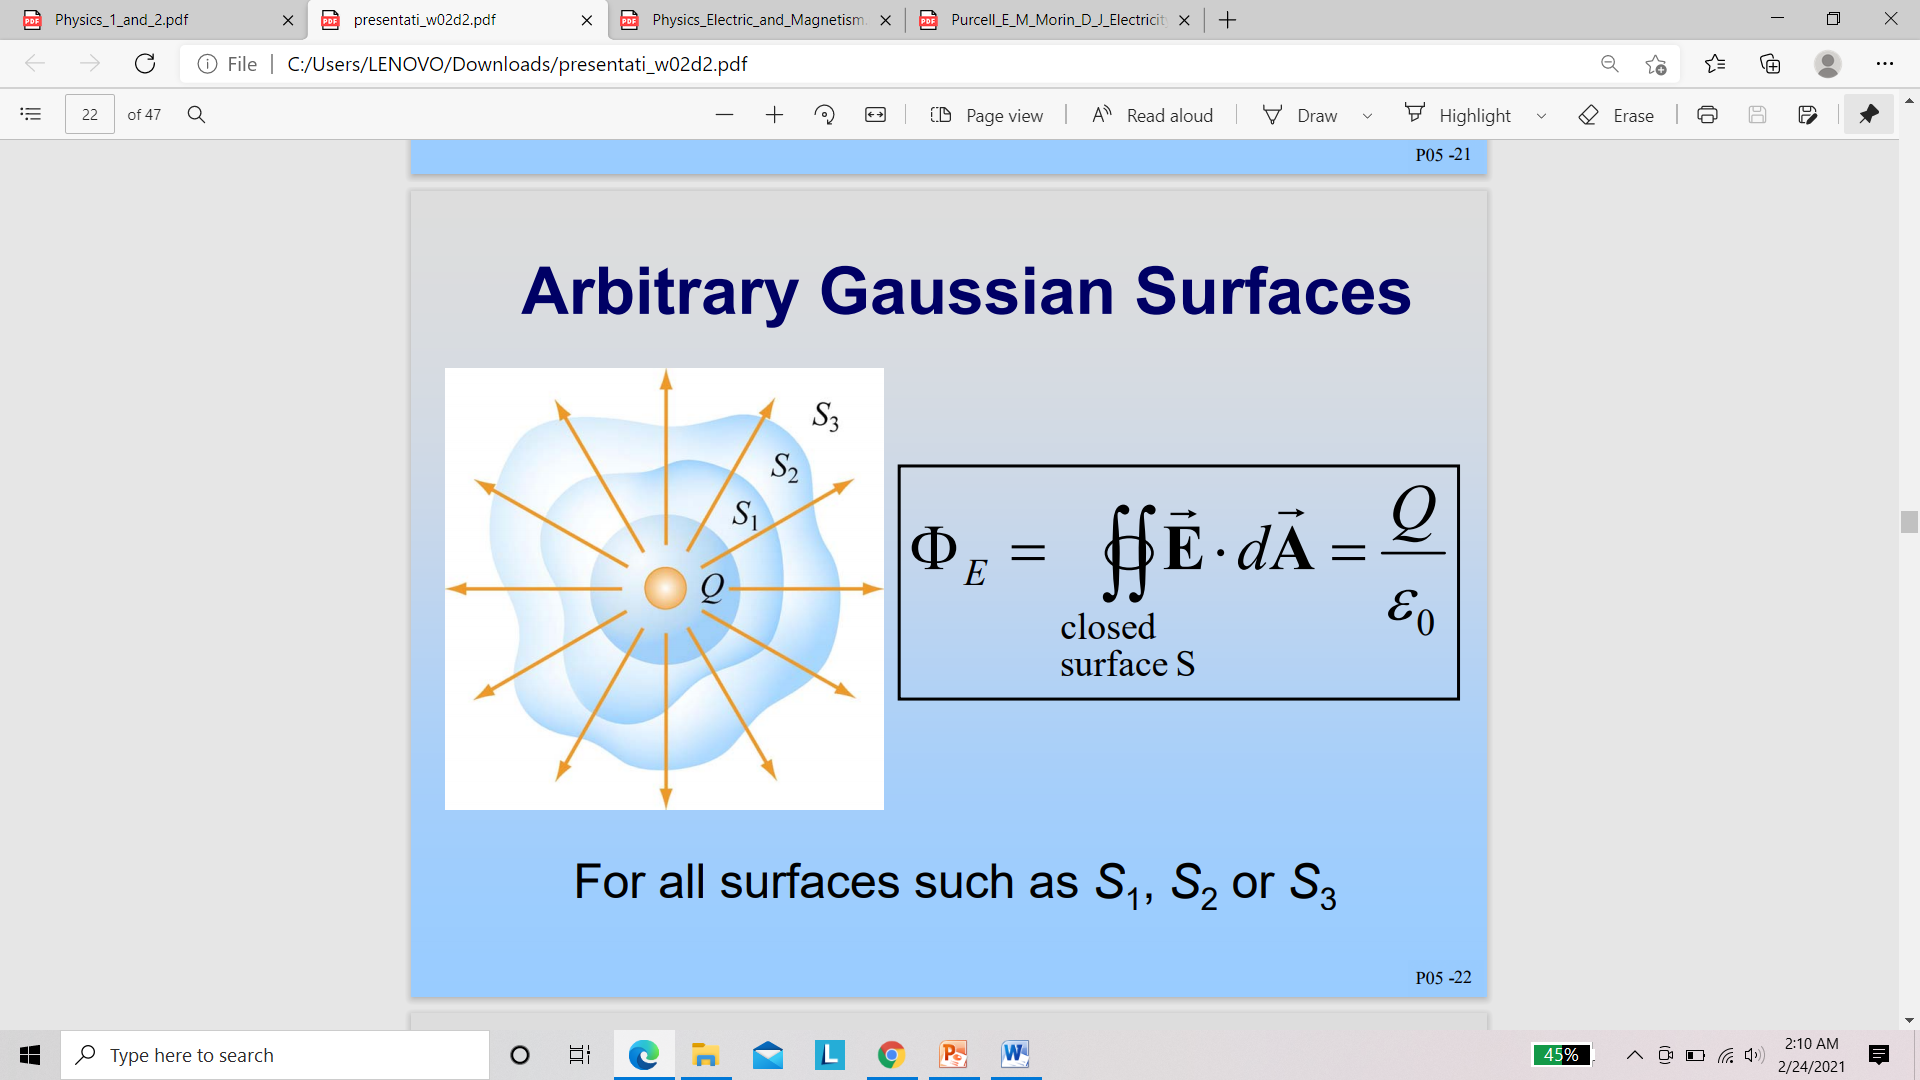 Physics_1_and_2.pdf
presentati_w02d2.pdf
Physics_Electric_and_Magnetism.
Purcell_E_M_Morin_D_J_Electricit
File
C:/Users/LENOVO/Downloads/presentati_w02d2.pdf
22 of 47
Page view
Read aloud
Draw
Highlight
Erase
P05 -21
Arbitrary Gaussian Surfaces
S₃
S₂
S₁
Q
Φ_E = ∯ E⃗ · dA⃗ = Q/ε₀
closed
surface S
For all surfaces such as S₁, S₂ or S₃
P05 -22
Type here to search
45%
2:10 AM
2/24/2021